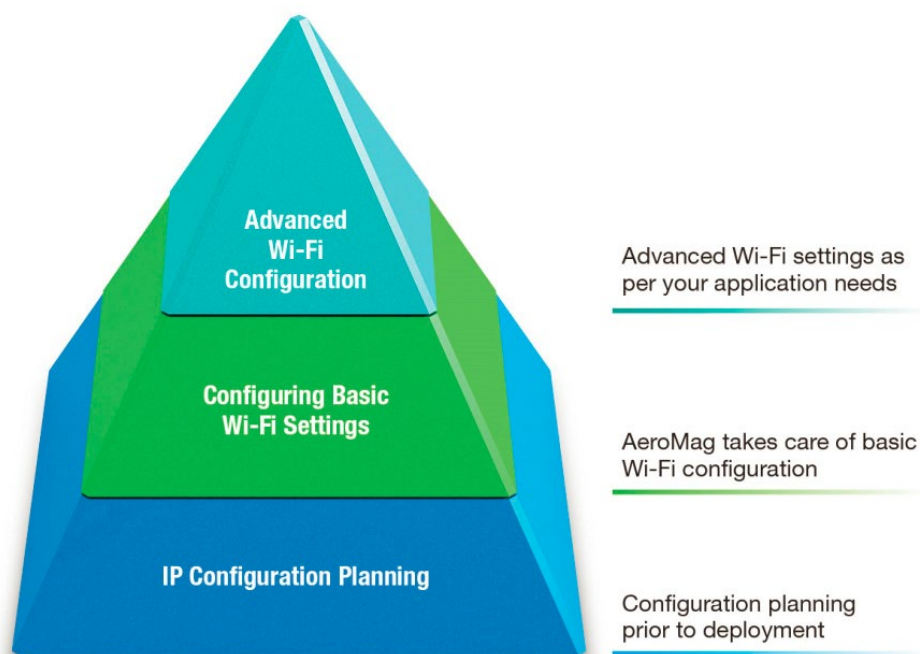 Advanced
Wi-Fi
Configuration
Advanced Wi-Fi settings as
per your application needs
Configuring Basic
Wi-Fi Settings
AeroMag takes care of basic
Wi-Fi configuration
IP Configuration Planning
Configuration planning
prior to deployment